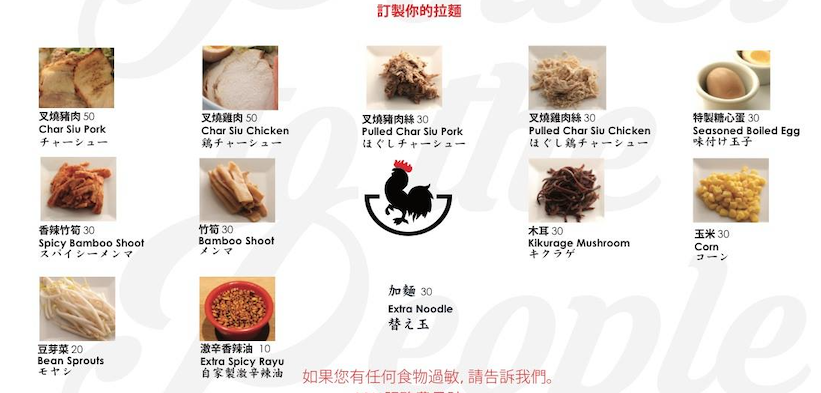 訂製你的拉麵
叉燒豬肉 50
Char Siu Pork
チャーシュー
叉燒雞肉 50
Char Siu Chicken
鶏チャーシュー
叉燒豬肉絲 30
Pulled Char Siu Pork
ほぐしチャーシュー
叉燒雞肉絲 30
Pulled Char Siu Chicken
ほぐし鶏チャーシュー
特製糖心蛋 30
Seasoned Boiled Egg
味付け玉子
香辣竹筍 30
Spicy Bamboo Shoot
スパイシーメンマ
竹筍 30
Bamboo Shoot
メンマ
木耳 30
Kikurage Mushroom
キクラゲ
玉米 30
Corn
コーン
豆芽菜 20
Bean Sprouts
モヤシ
激辛香辣油 10
Extra Spicy Rayu
自家製激辛辣油
加麵 30
Extra Noodle
替え玉
如果您有任何食物過敏, 請告訴我們。
to the
People